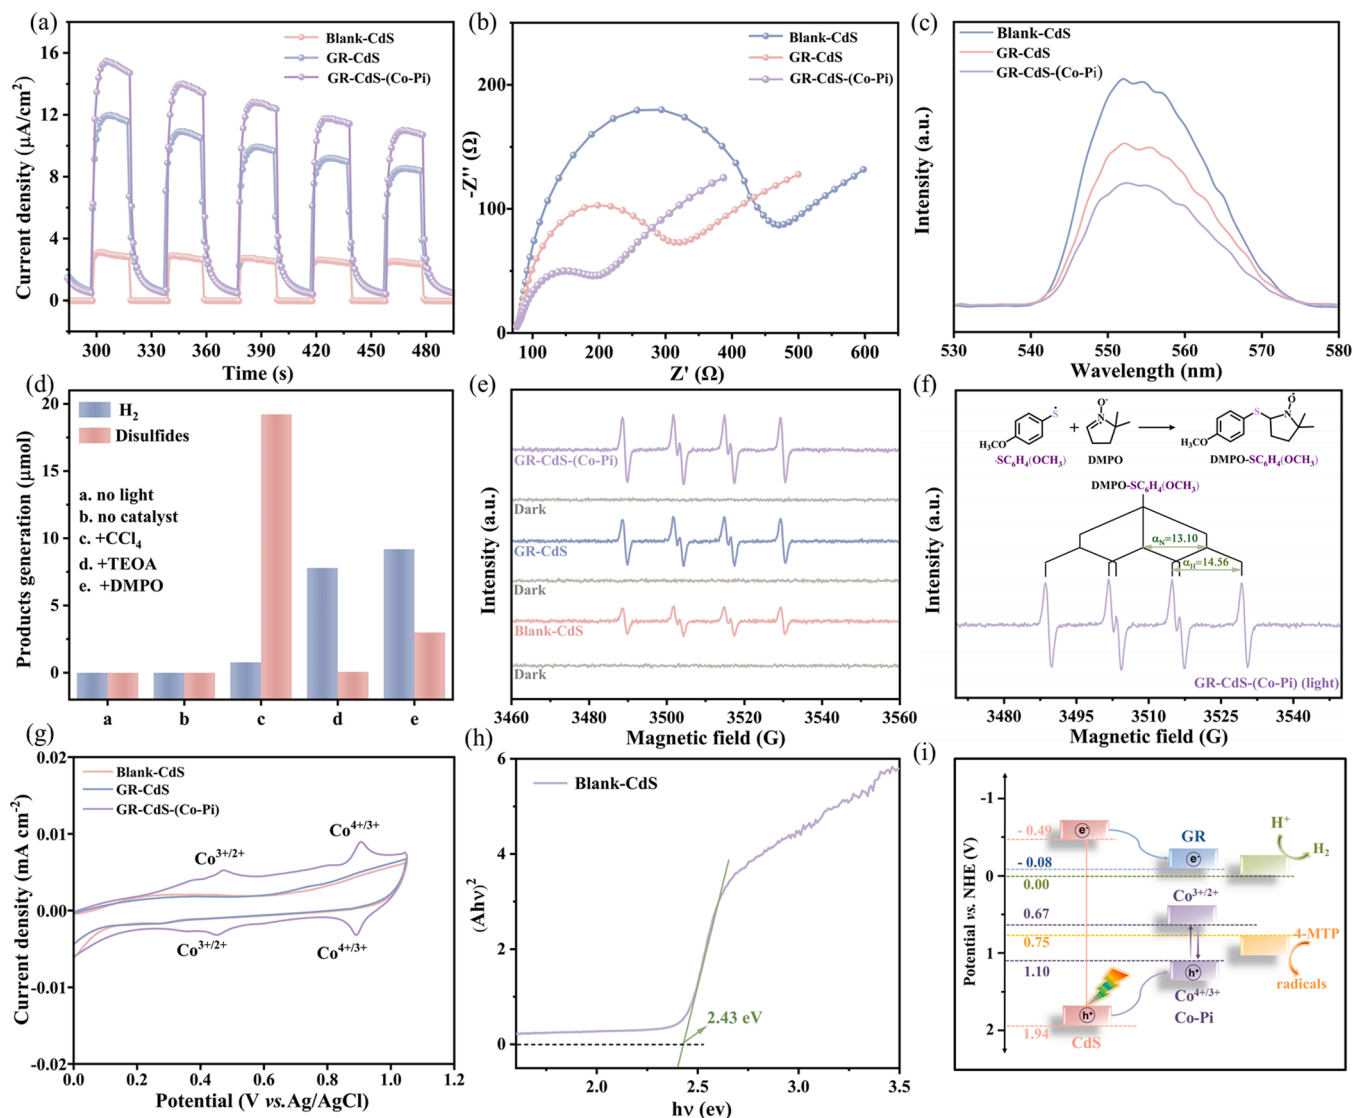 (a)
Current density (μA/cm²)
16
12
8
4
0
Blank-CdS
GR-CdS
GR-CdS-(Co-Pi)
300 330 360 390 420 450 480
Time (s)
(b)
-Z'' (Ω)
200
100
0
Blank-CdS
GR-CdS
GR-CdS-(Co-Pi)
100 200 300 400 500 600
Z' (Ω)
(c)
Intensity (a.u.)
Blank-CdS
GR-CdS
GR-CdS-(Co-Pi)
530 540 550 560 570 580
Wavelength (nm)
(d)
Products generation (μmol)
20
15
10
5
0
H₂
Disulfides
a. no light
b. no catalyst
c. +CCl₄
d. +TEOA
e. +DMPO
a b c d e
(e)
Intensity (a.u.)
GR-CdS-(Co-Pi)
Dark
GR-CdS
Dark
Blank-CdS
Dark
3460 3480 3500 3520 3540 3560
Magnetic field (G)
(f)
Intensity (a.u.)
H₃CO
S
·SC₆H₄(OCH₃)
+
O
N
DMPO
H₃CO
S
N
O
DMPO-SC₆H₄(OCH₃)
DMPO-SC₆H₄(OCH₃)
α_N=13.10
α_H=14.56
GR-CdS-(Co-Pi) (light)
3480 3495 3510 3525 3540
Magnetic field (G)
(g)
Current density (mA cm⁻²)
0.02
0.01
0.00
-0.01
-0.02
Blank-CdS
GR-CdS
GR-CdS-(Co-Pi)
Co³⁺/²⁺
Co⁴⁺/³⁺
Co³⁺/²⁺
Co⁴⁺/³⁺
0.0 0.2 0.4 0.6 0.8 1.0 1.2
Potential (V vs.Ag/AgCl)
(h)
(Ahν)²
6
4
2
0
Blank-CdS
2.43 eV
2.0 2.5 3.0 3.5
hν (ev)
(i)
Potential vs. NHE (V)
-1
0
1
2
- 0.49
- 0.08
0.00
0.67
0.75
1.10
1.94
e⁻
h⁺
CdS
GR
e⁻
Co³⁺/²⁺
h⁺
Co⁴⁺/³⁺
Co-Pi
H⁺
H₂
4-MTP
radicals